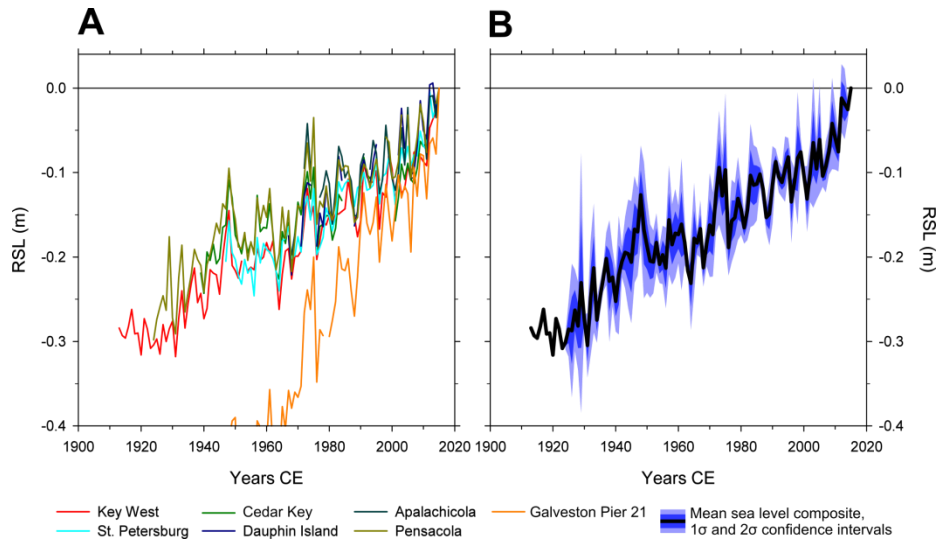 A
B
RSL (m)
0.0
-0.1
-0.2
-0.3
-0.4
1900 1920 1940 1960 1980 2000 2020
Years CE
0.0
-0.1
-0.2
-0.3
-0.4
RSL (m)
1900 1920 1940 1960 1980 2000 2020
Years CE
Key West
Cedar Key
Apalachicola
Galveston Pier 21
Mean sea level composite,
1σ and 2σ confidence intervals
St. Petersburg
Dauphin Island
Pensacola